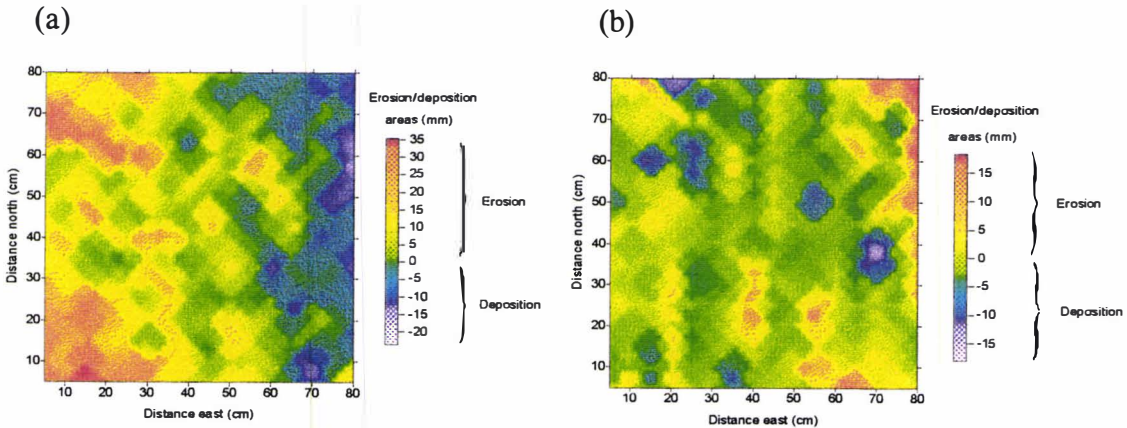 (a)
Erosion/deposition
areas (mm)
35
30
25
20
15
10
5
0
-5
-10
-15
-20
Erosion
Deposition
80
70
60
50
40
30
20
10
Distance north (cm)
10 20 30 40 50 60 70 80
Distance east (cm)
(b)
Erosion/deposition
areas (mm)
15
10
5
0
-5
-10
-15
Erosion
Deposition
80
70
60
50
40
30
20
10
Distance north (cm)
10 20 30 40 50 60 70 80
Distance east (cm)